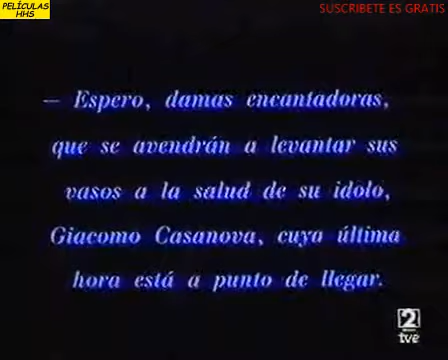 PELÍCULAS
HHS
SUSCRIBETE ES GRATIS
— Espero, damas encantadoras,
que se avendrán a levantar sus
vasos a la salud de su idolo,
Giacomo Casanova, cuya última
hora está a punto de llegar.
2
tve